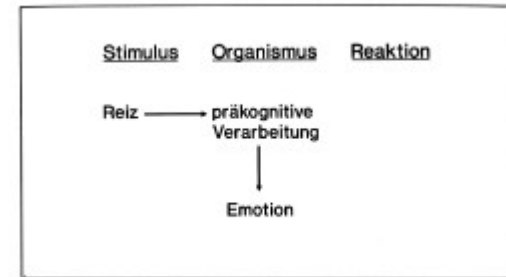 Stimulus Organismus Reaktion
Reiz präkognitive
Verarbeitung
Emotion